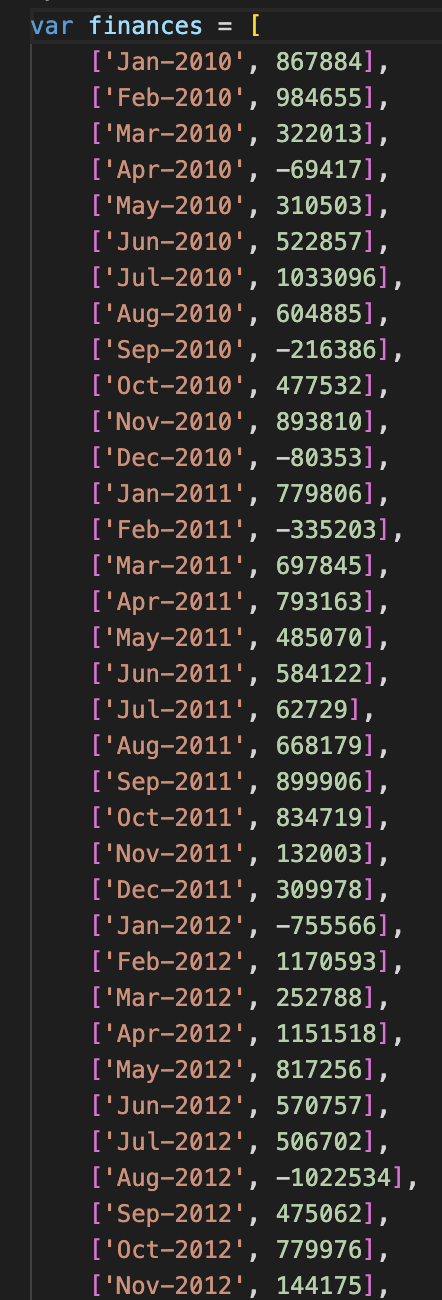 var finances = [
['Jan-2010', 867884],
['Feb-2010', 984655],
['Mar-2010', 322013],
['Apr-2010', -69417],
['May-2010', 310503],
['Jun-2010', 522857],
['Jul-2010', 1033096],
['Aug-2010', 604885],
['Sep-2010', -216386],
['Oct-2010', 477532],
['Nov-2010', 893810],
['Dec-2010', -80353],
['Jan-2011', 779806],
['Feb-2011', -335203],
['Mar-2011', 697845],
['Apr-2011', 793163],
['May-2011', 485070],
['Jun-2011', 584122],
['Jul-2011', 62729],
['Aug-2011', 668179],
['Sep-2011', 899906],
['Oct-2011', 834719],
['Nov-2011', 132003],
['Dec-2011', 309978],
['Jan-2012', -755566],
['Feb-2012', 1170593],
['Mar-2012', 252788],
['Apr-2012', 1151518],
['May-2012', 817256],
['Jun-2012', 570757],
['Jul-2012', 506702],
['Aug-2012', -1022534],
['Sep-2012', 475062],
['Oct-2012', 779976],
['Nov-2012', 144175],